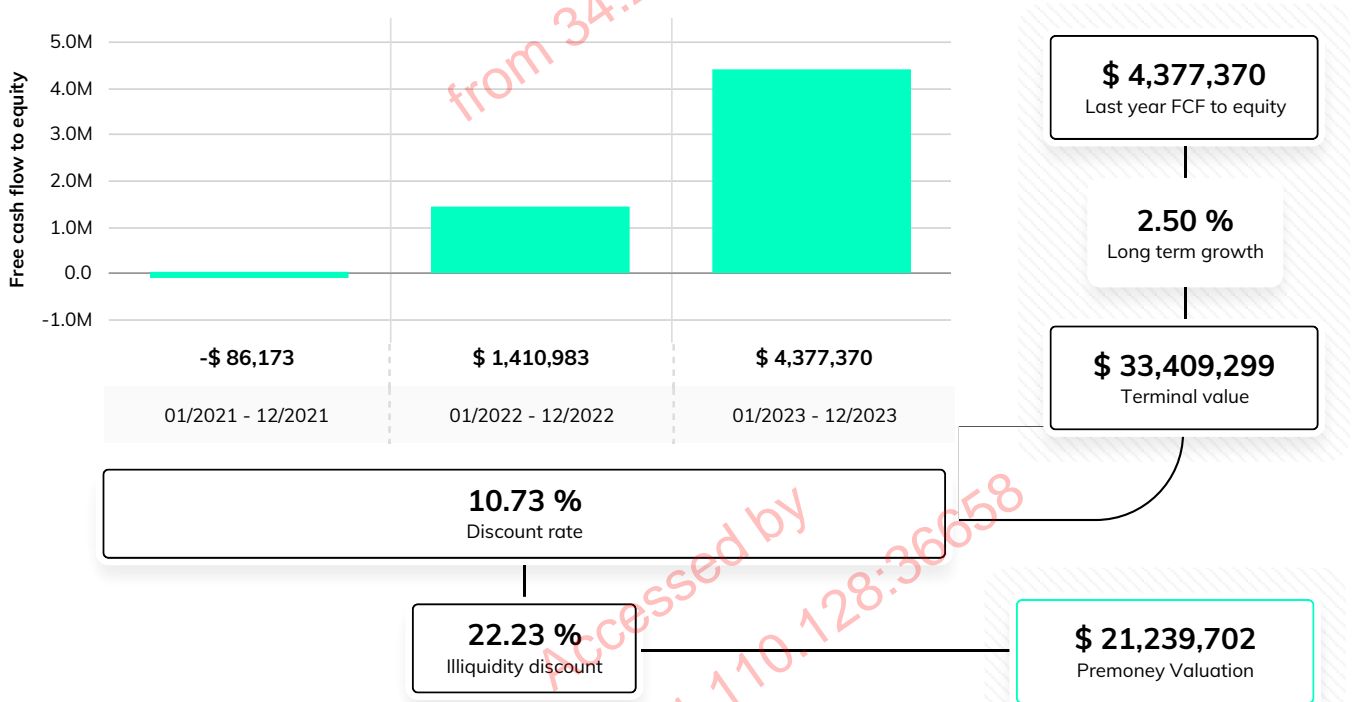 Free cash flow to equity
5.0M
4.0M
3.0M
2.0M
1.0M
0.0
-1.0M
-$ 86,173
$ 1,410,983
$ 4,377,370
01/2021 - 12/2021
01/2022 - 12/2022
01/2023 - 12/2023
10.73 %
Discount rate
22.23 %
Illiquidity discount
$ 4,377,370
Last year FCF to equity
2.50 %
Long term growth
$ 33,409,299
Terminal value
$ 21,239,702
Premoney Valuation
from 34.
Accessed by
.110.128:36658